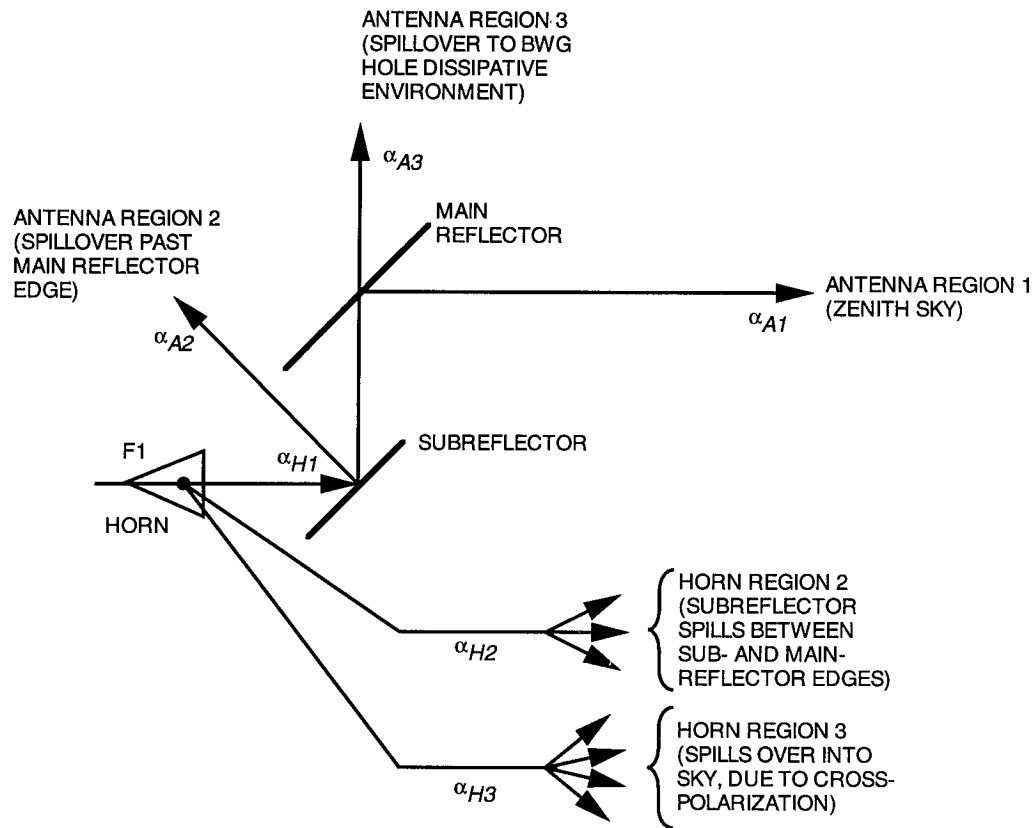 ANTENNA REGION 3
(SPILLOVER TO BWG
HOLE DISSIPATIVE
ENVIRONMENT)
αA3
MAIN
REFLECTOR
ANTENNA REGION 2
(SPILLOVER PAST
MAIN REFLECTOR
EDGE)
αA2
ANTENNA REGION 1
(ZENITH SKY)
αA1
SUBREFLECTOR
F1
αH1
HORN
HORN REGION 2
(SUBREFLECTOR
SPILLS BETWEEN
SUB- AND MAIN-
REFLECTOR EDGES)
αH2
HORN REGION 3
(SPILLS OVER INTO
SKY, DUE TO CROSS-
POLARIZATION)
αH3